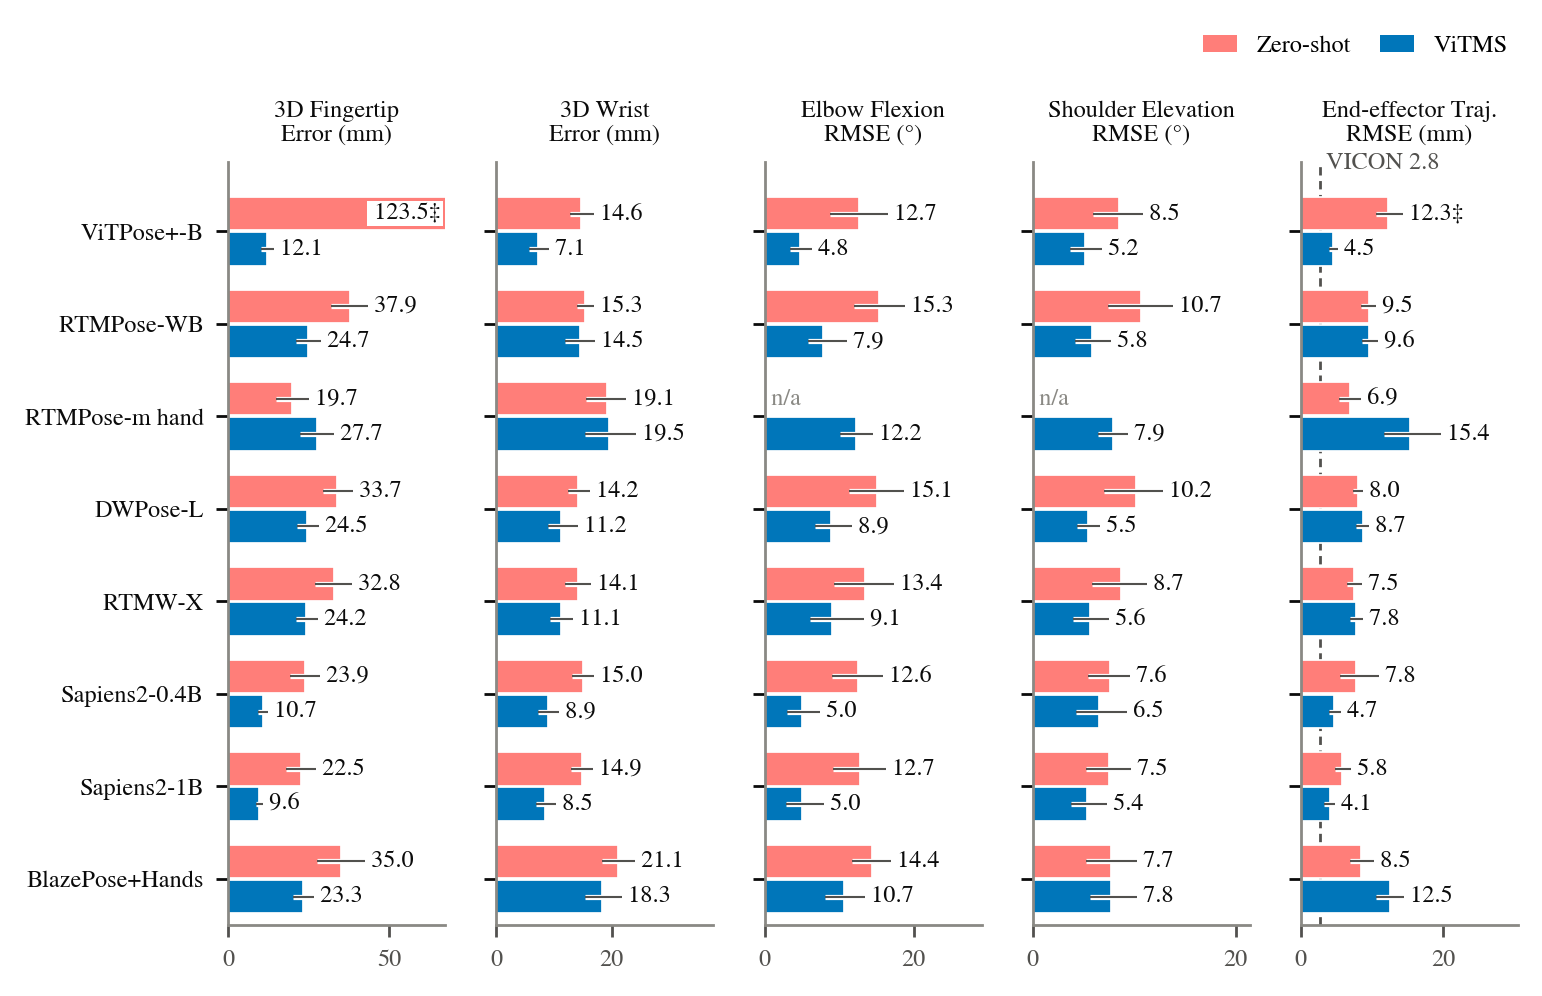 Zero-shot ViTMS
3D Fingertip
Error (mm)
3D Wrist
Error (mm)
Elbow Flexion
RMSE (°)
Shoulder Elevation
RMSE (°)
End-effector Traj.
RMSE (mm)
VICON 2.8
ViTPose+-B
123.5‡ 14.6 12.7 8.5 12.3‡
12.1 7.1 4.8 5.2 4.5
RTMPose-WB
37.9 15.3 15.3 10.7 9.5
24.7 14.5 7.9 5.8 9.6
RTMPose-m hand
19.7 19.1 n/a n/a 6.9
27.7 19.5 12.2 7.9 15.4
DWPose-L
33.7 14.2 15.1 10.2 8.0
24.5 11.2 8.9 5.5 8.7
RTMW-X
32.8 14.1 13.4 8.7 7.5
24.2 11.1 9.1 5.6 7.8
Sapiens2-0.4B
23.9 15.0 12.6 7.6 7.8
10.7 8.9 5.0 6.5 4.7
Sapiens2-1B
22.5 14.9 12.7 7.5 5.8
9.6 8.5 5.0 5.4 4.1
BlazePose+Hands
35.0 21.1 14.4 7.7 8.5
23.3 18.3 10.7 7.8 12.5
0 50 0 20 0 20 0 20 0 20